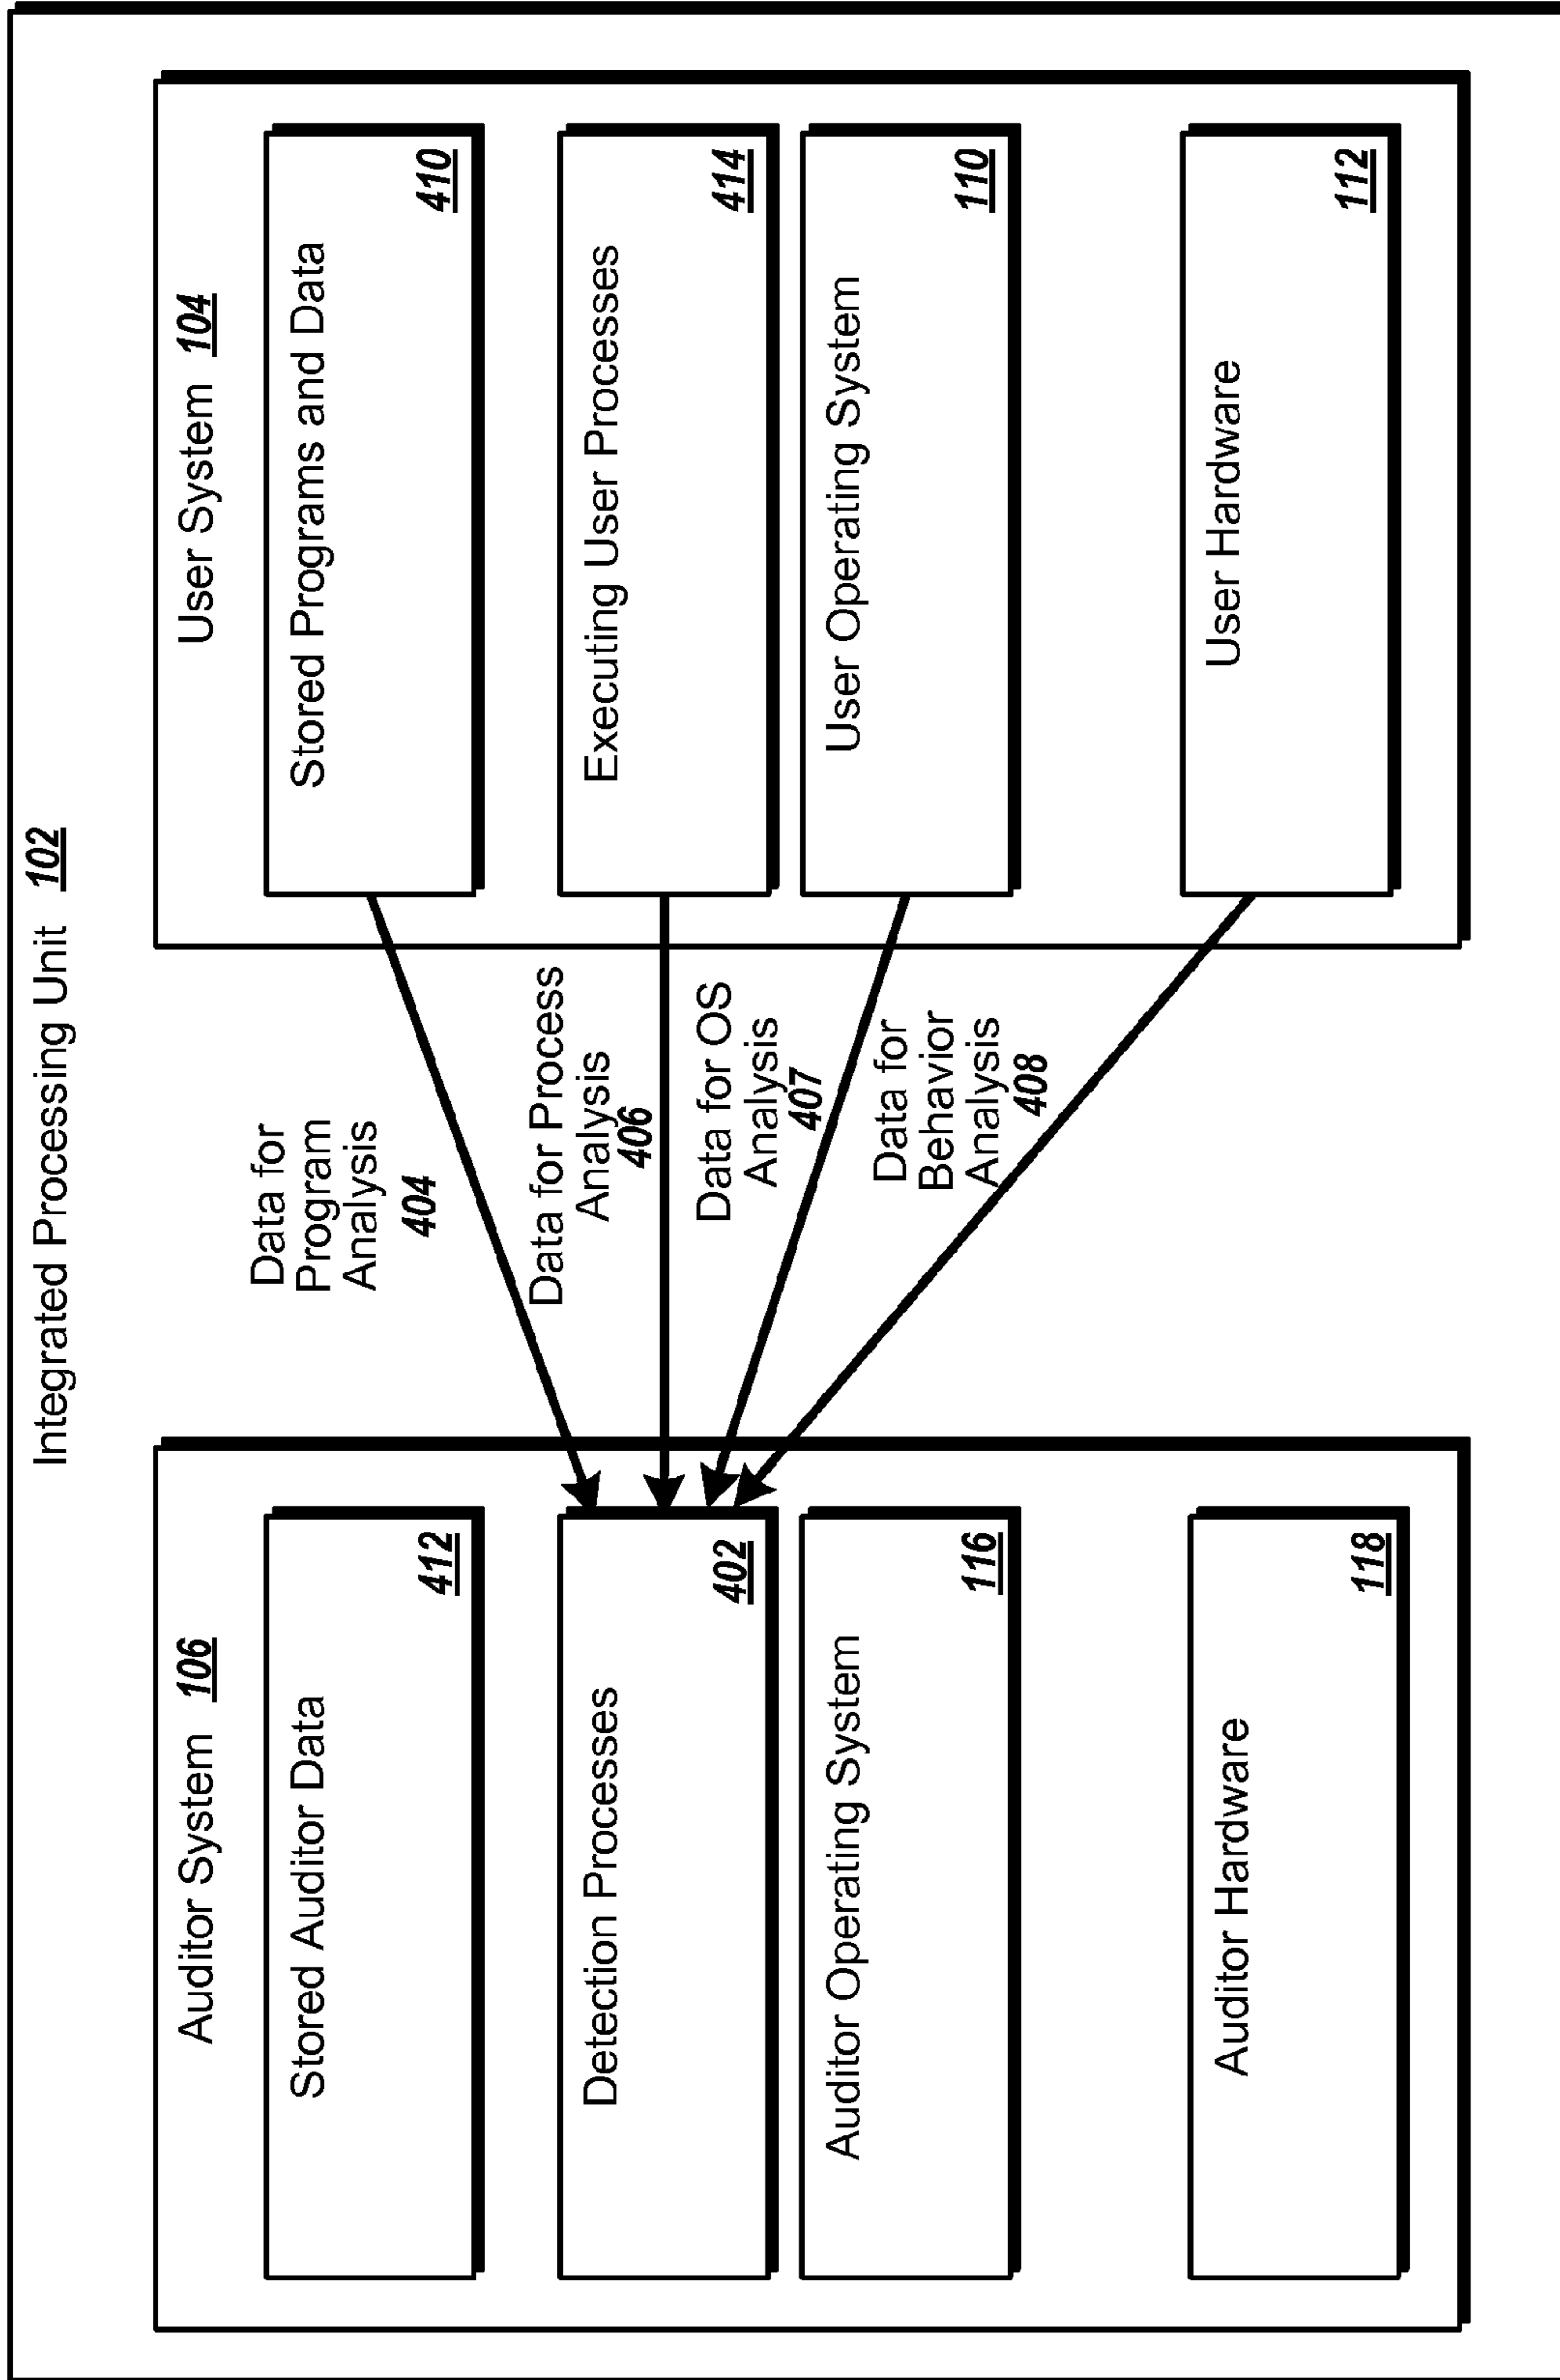 Integrated Processing Unit 102
Auditor System 106
Stored Auditor Data
412
Detection Processes
402
Auditor Operating System
116
Auditor Hardware
118
Data for
Program
Analysis
404
Data for Process
Analysis
406
Data for OS
Analysis
407
Data for
Behavior
Analysis
408
User System 104
Stored Programs and Data
410
Executing User Processes
414
User Operating System
110
User Hardware
112